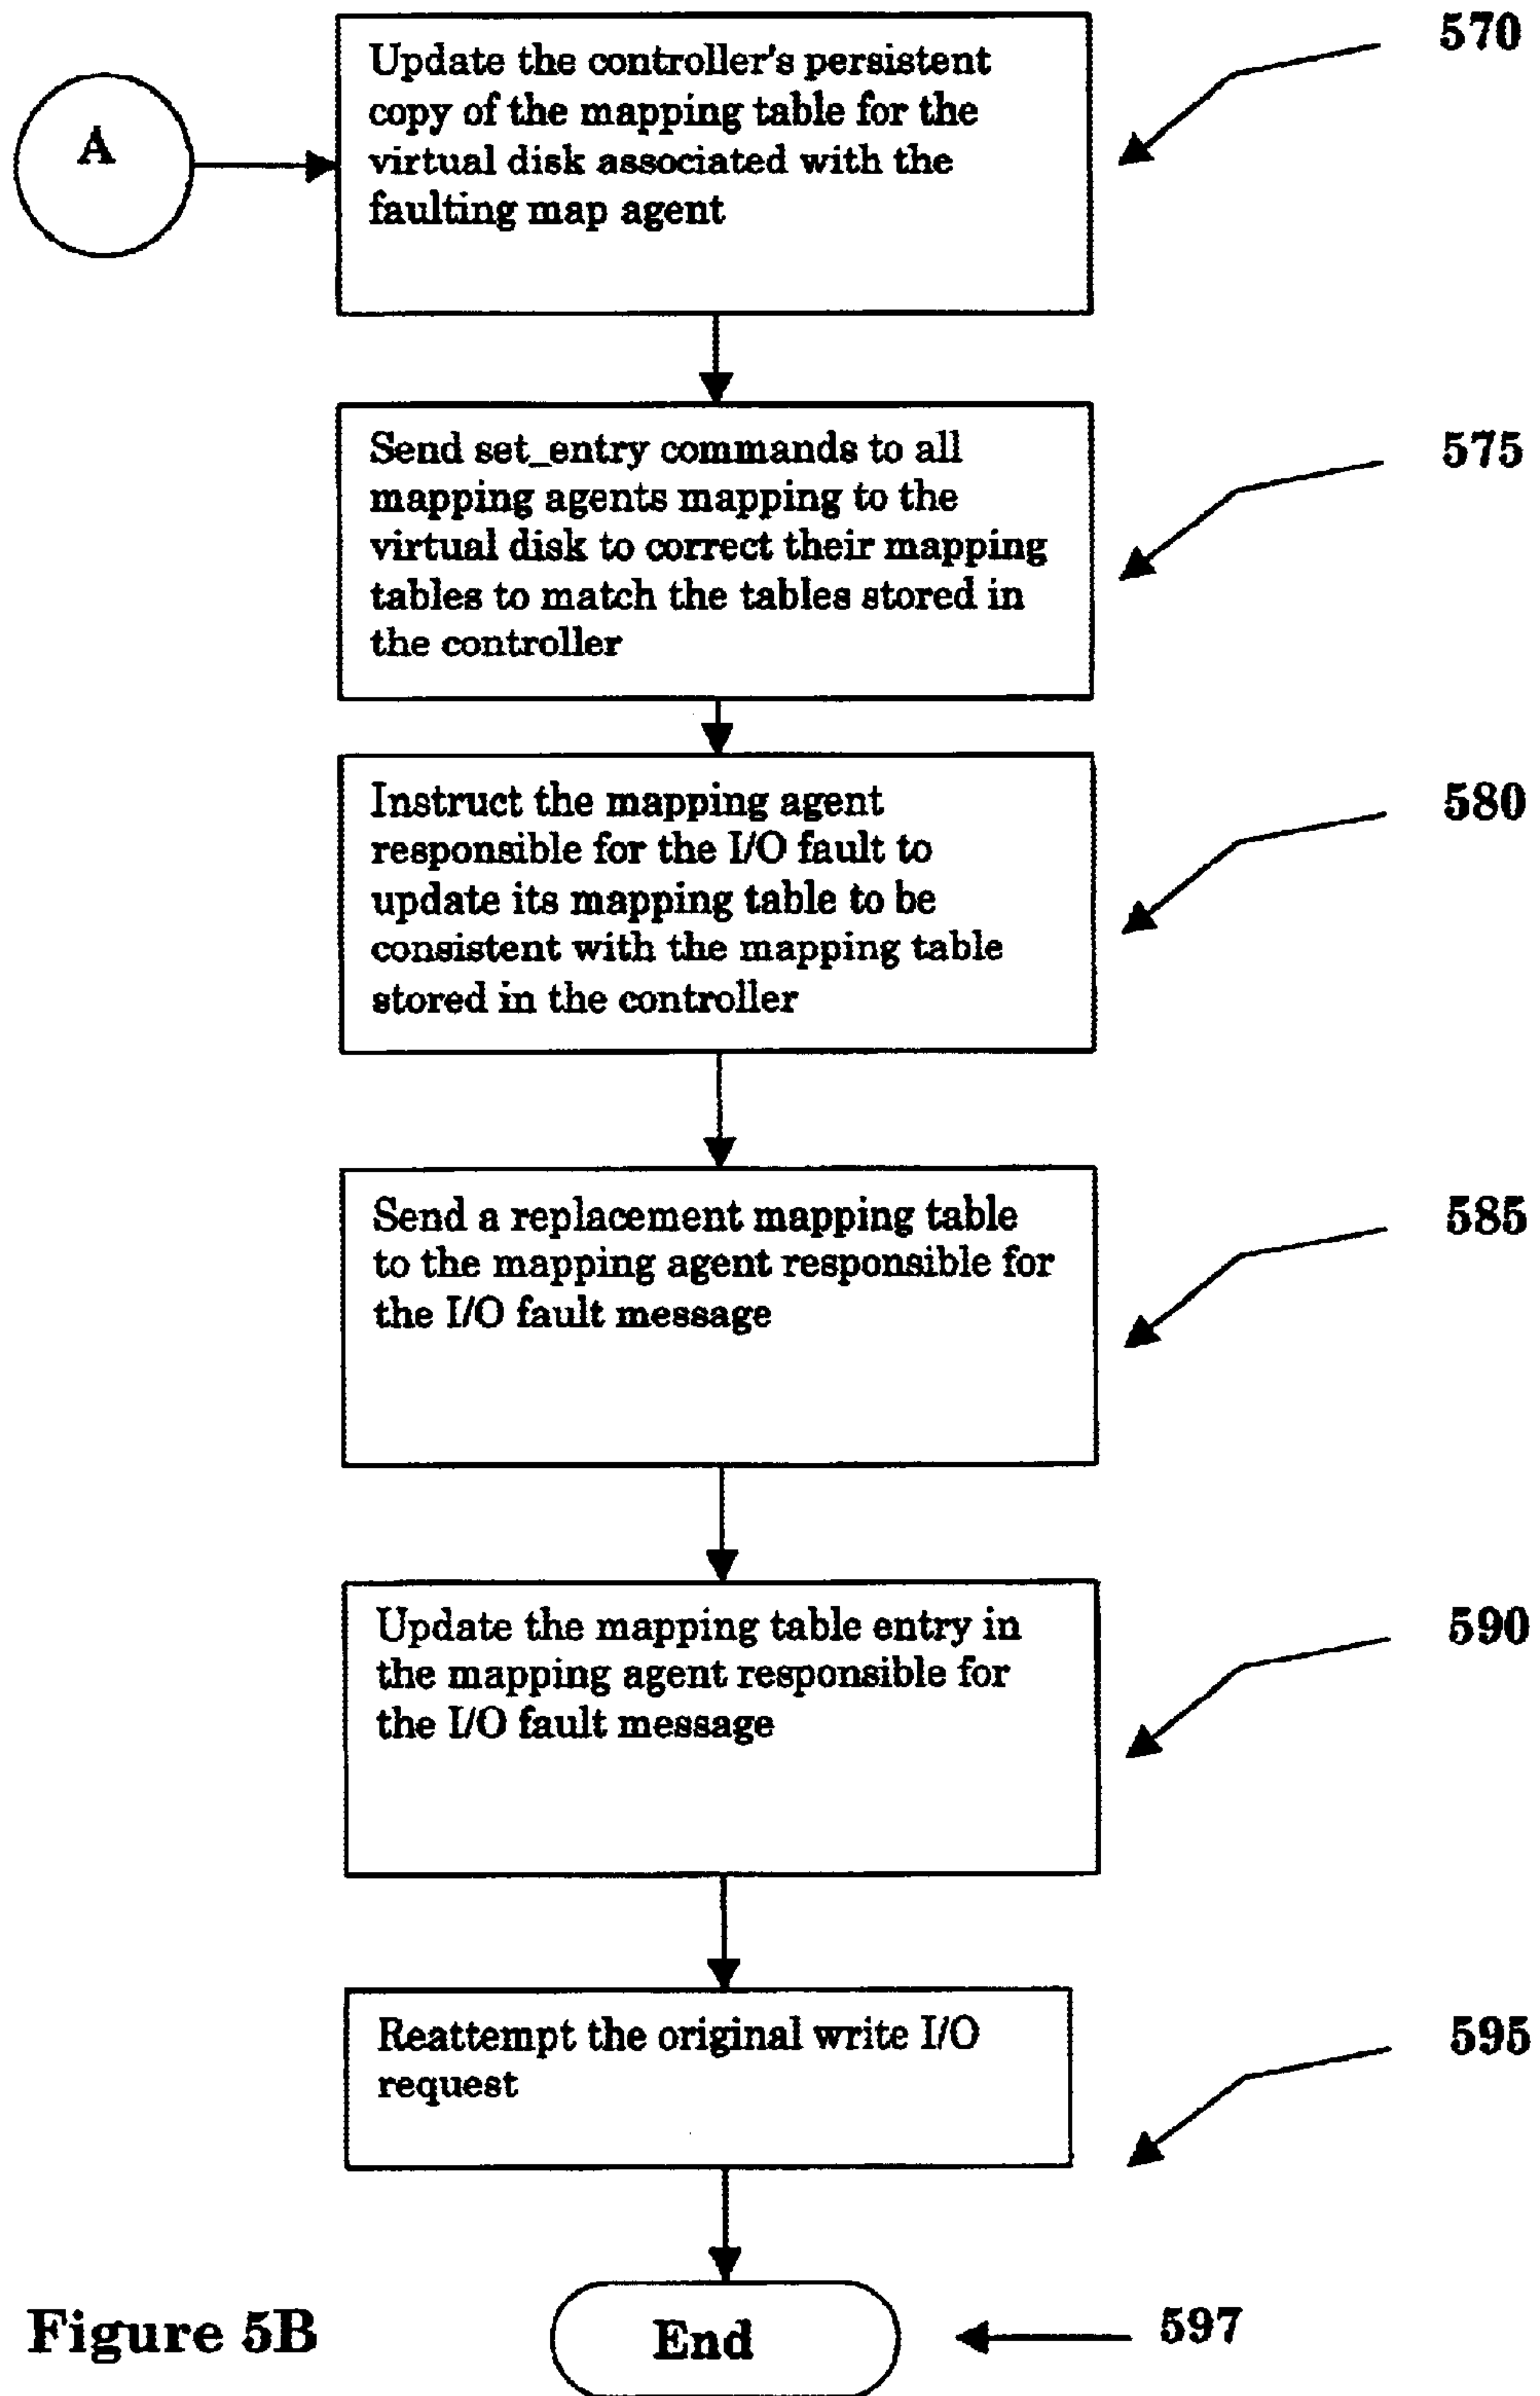 570
A
Update the controller's persistent
copy of the mapping table for the
virtual disk associated with the
faulting map agent
575
Send set_entry commands to all
mapping agents mapping to the
virtual disk to correct their mapping
tables to match the tables stored in
the controller
580
Instruct the mapping agent
responsible for the I/O fault to
update its mapping table to be
consistent with the mapping table
stored in the controller
585
Send a replacement mapping table
to the mapping agent responsible for
the I/O fault message
590
Update the mapping table entry in
the mapping agent responsible for
the I/O fault message
595
Reattempt the original write I/O
request
Figure 5B
End
597